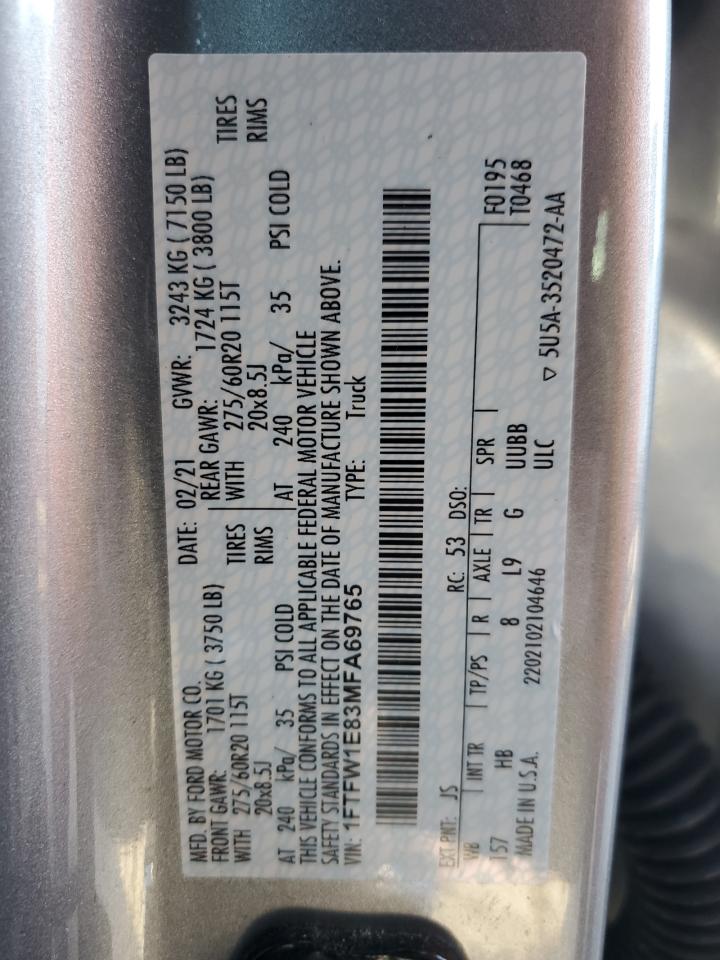 MFD. BY FORD MOTOR CO.
DATE: 02/21 GVWR: 3243 KG ( 7150 LB)
FRONT GAWR: 1701 KG ( 3750 LB)
REAR GAWR: 1724 KG ( 3800 LB)
WITH 275/60R20 115T TIRES
WITH 275/60R20 115T TIRES
20x8.5J RIMS
20x8.5J RIMS
AT 240 kPa/ 35 PSI COLD
AT 240 kPa/ 35 PSI COLD
THIS VEHICLE CONFORMS TO ALL APPLICABLE FEDERAL MOTOR VEHICLE
SAFETY STANDARDS IN EFFECT ON THE DATE OF MANUFACTURE SHOWN ABOVE.
VIN: 1FTFW1E83MFA69765 TYPE: Truck
EXT PNT: JS RC: 53 DSO:
WB INT TR TP/PS R AXLE TR SPR F0195
157 HB 8 L9 G UUBB T0468
MADE IN U.S.A. 2202102104646 ULC
▽ 5U5A-3520472-AA